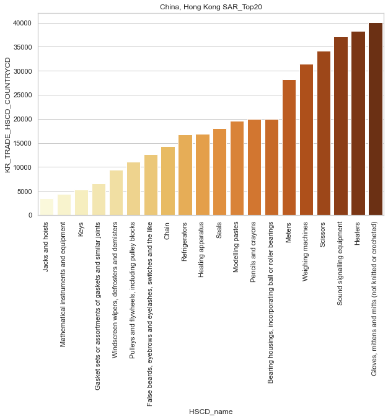 China, Hong Kong SAR_Top20
KR_TRADE_HSCD_COUNTRYCD
40000
35000
30000
25000
20000
15000
10000
5000
0
Jacks and hoists
Mathematical instruments and equipment
Keys
Gasket sets or assortments of gaskets and similar joints
Windscreen wipers, defrosters and demisters
Pulleys and flywheels, including pulley blocks
False beards, eyebrows and eyelashes, switches and the like
Chain
Refrigerators
Heating apparatus
Seals
Modelling pastes
Pencils and crayons
Bearing housings, incorporating ball or roller bearings
Meters
Weighing machines
Scissors
Sound signalling equipment
Heaters
Gloves, mittens and mitts (not knitted or crocheted)
HSCD_name